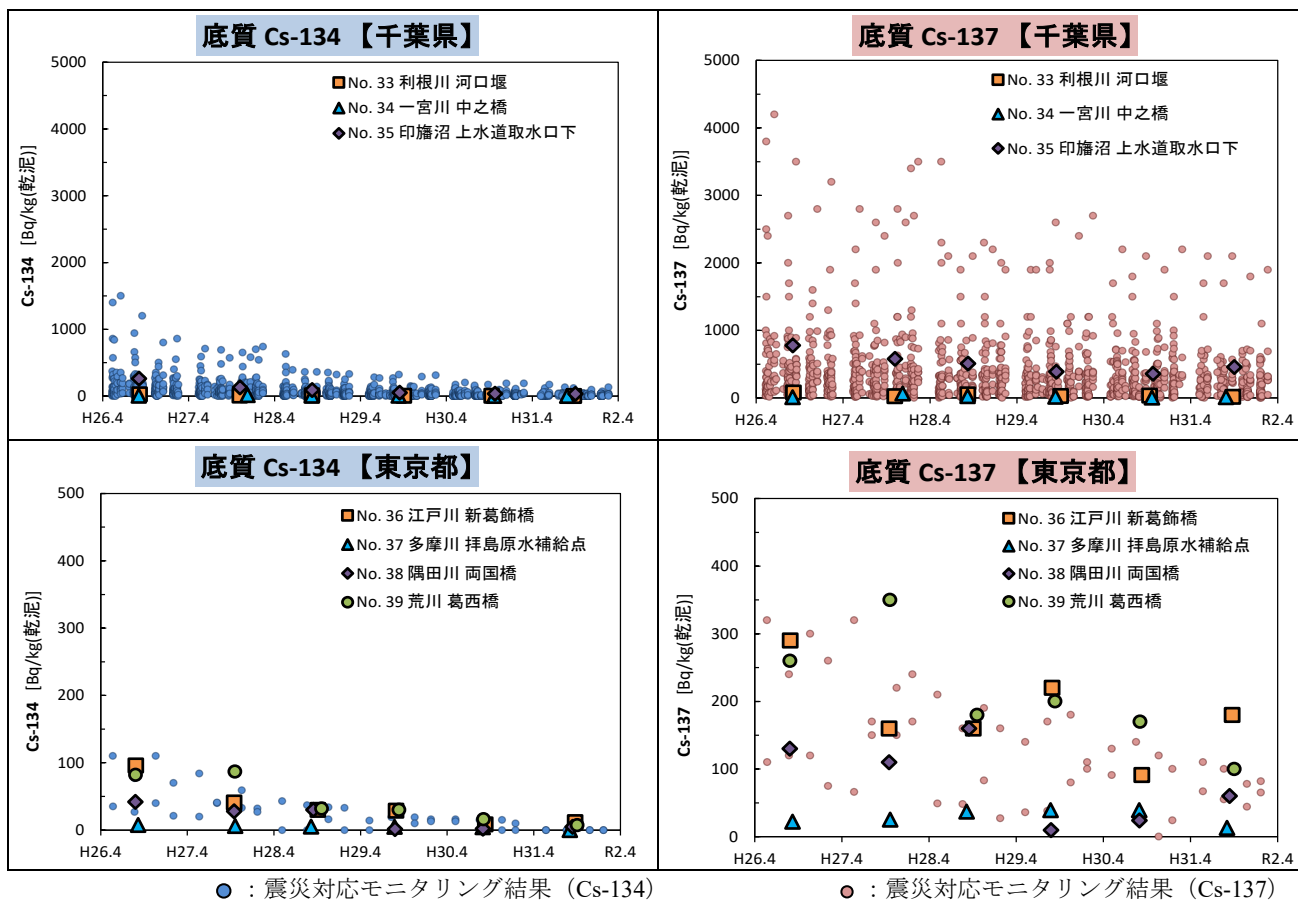 底質 Cs-134 【千葉県】
Cs-134 [Bq/kg(乾泥)]
5000
4000
3000
2000
1000
0
No. 33 利根川 河口堰
No. 34 一宮川 中之橋
No. 35 印旛沼 上水道取水口下
H26.4 H27.4 H28.4 H29.4 H30.4 H31.4 R2.4
底質 Cs-137 【千葉県】
Cs-137 [Bq/kg(乾泥)]
5000
4000
3000
2000
1000
0
No. 33 利根川 河口堰
No. 34 一宮川 中之橋
No. 35 印旛沼 上水道取水口下
H26.4 H27.4 H28.4 H29.4 H30.4 H31.4 R2.4
底質 Cs-134 【東京都】
Cs-134 [Bq/kg(乾泥)]
500
400
300
200
100
0
No. 36 江戸川 新葛飾橋
No. 37 多摩川 拝島原水補給点
No. 38 隅田川 両国橋
No. 39 荒川 葛西橋
H26.4 H27.4 H28.4 H29.4 H30.4 H31.4 R2.4
底質 Cs-137 【東京都】
Cs-137 [Bq/kg(乾泥)]
500
400
300
200
100
0
No. 36 江戸川 新葛飾橋
No. 37 多摩川 拝島原水補給点
No. 38 隅田川 両国橋
No. 39 荒川 葛西橋
H26.4 H27.4 H28.4 H29.4 H30.4 H31.4 R2.4
：震災対応モニタリング結果（Cs-134）
：震災対応モニタリング結果（Cs-137）